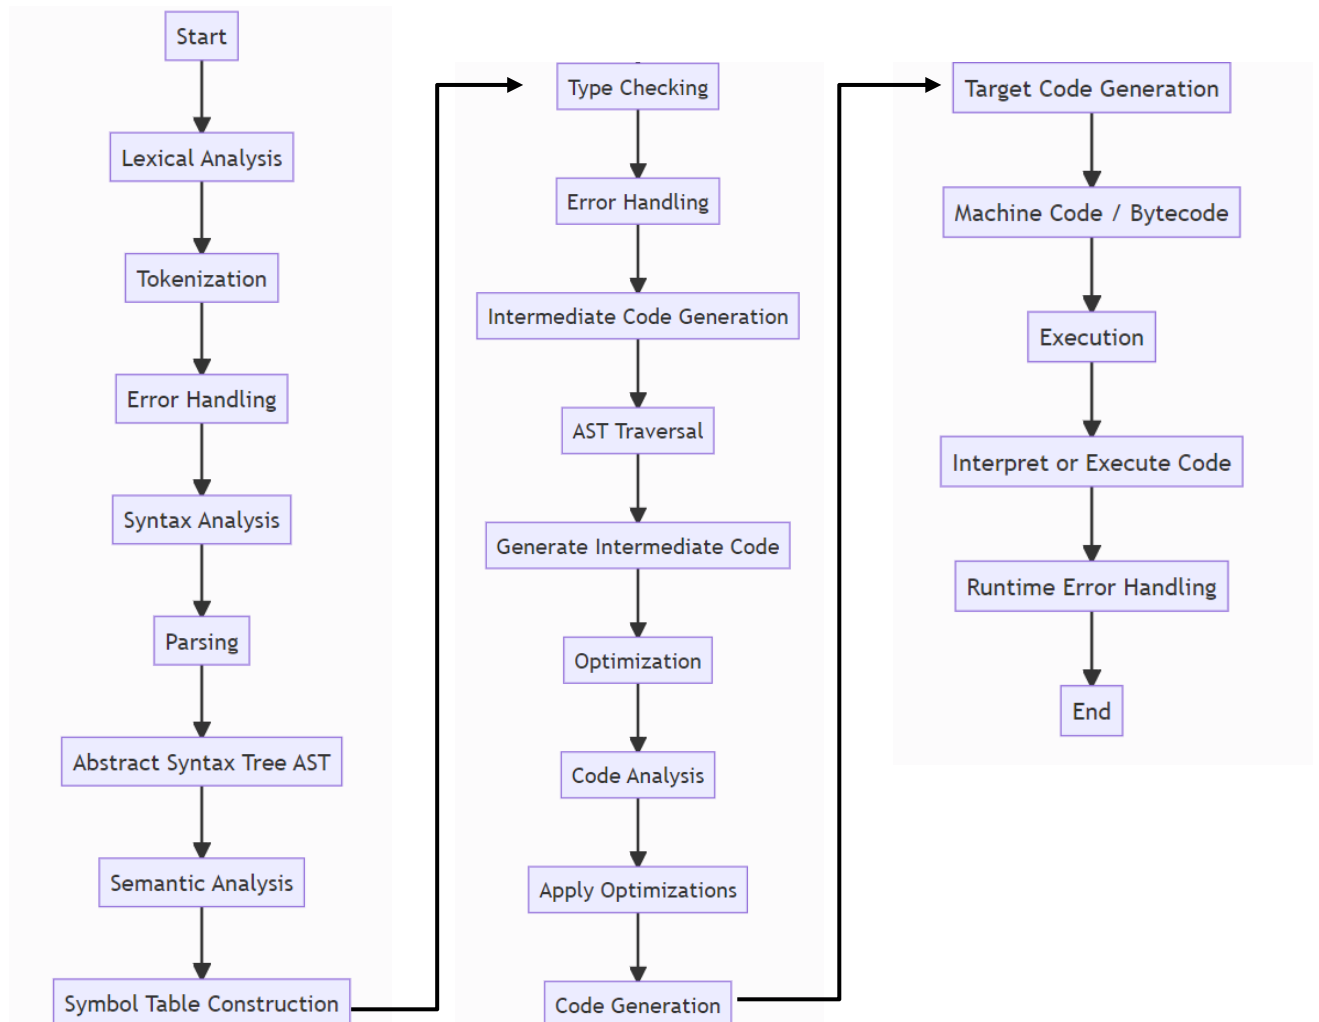 Start
Lexical Analysis
Tokenization
Error Handling
Syntax Analysis
Parsing
Abstract Syntax Tree AST
Semantic Analysis
Symbol Table Construction
Type Checking
Error Handling
Intermediate Code Generation
AST Traversal
Generate Intermediate Code
Optimization
Code Analysis
Apply Optimizations
Code Generation
Target Code Generation
Machine Code / Bytecode
Execution
Interpret or Execute Code
Runtime Error Handling
End